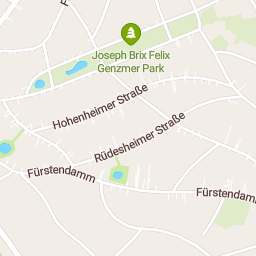 F
Joseph Brix Felix
Genzmer Park
Hohenheimer Straße
Rüdesheimer Straße
Fürstendamm
Fürstendamm